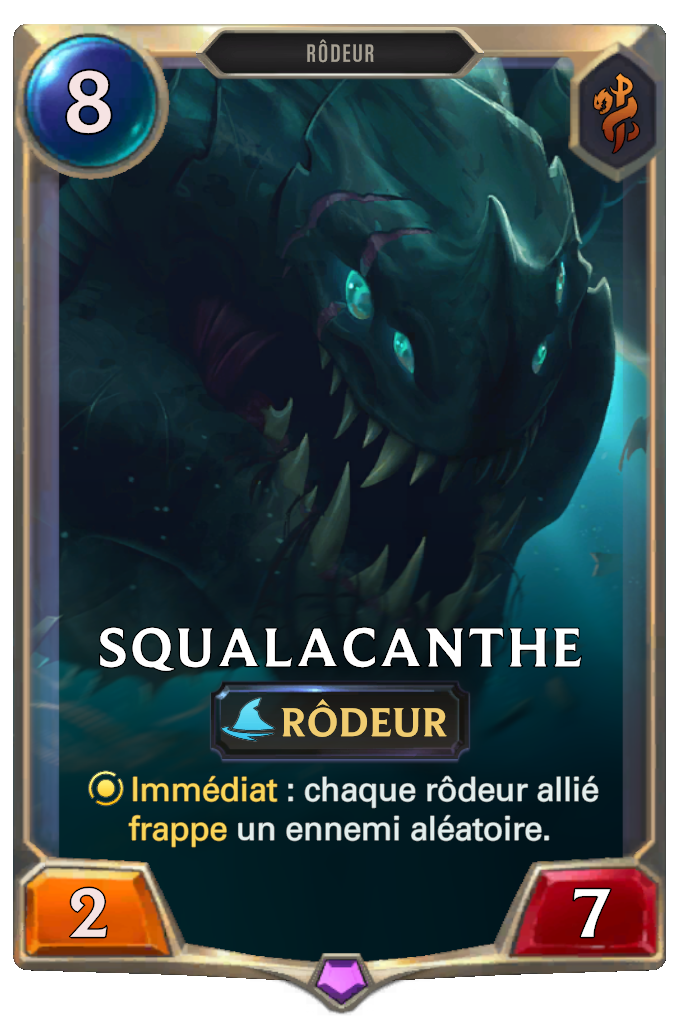 RÔDEUR
8
SQUALACANTHE
RÔDEUR
Immédiat : chaque rôdeur allié
frappe un ennemi aléatoire.
2
7